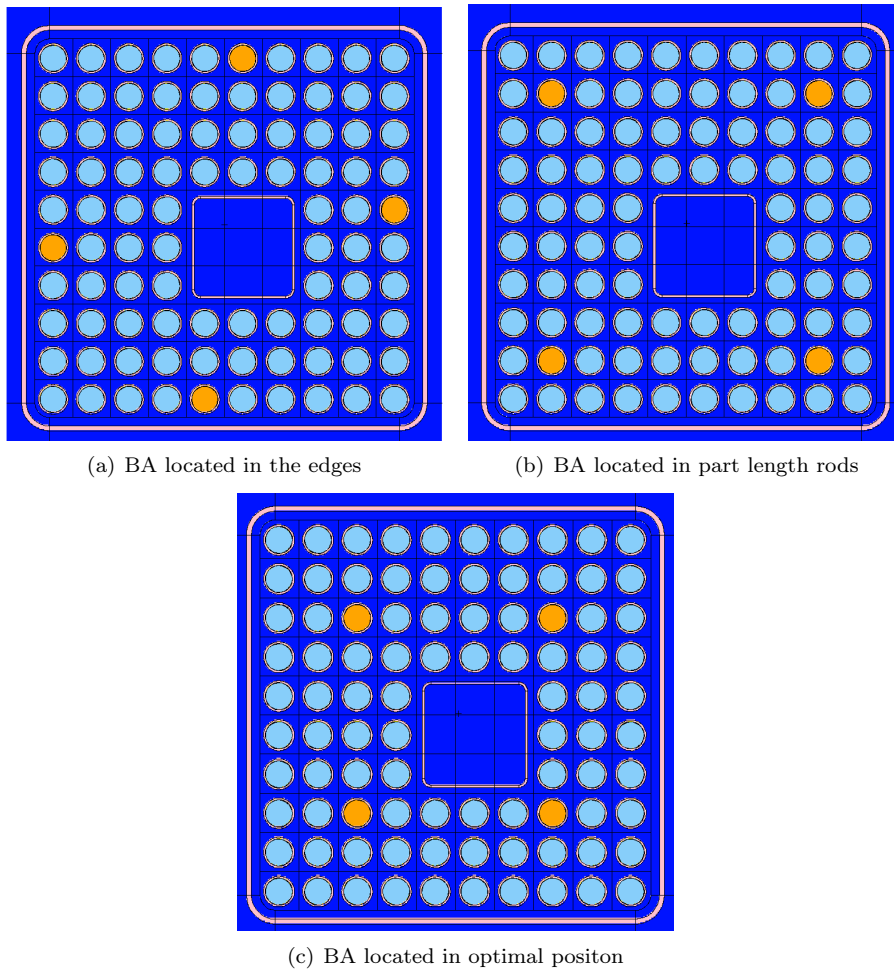 (a) BA located in the edges
(b) BA located in part length rods
(c) BA located in optimal positon